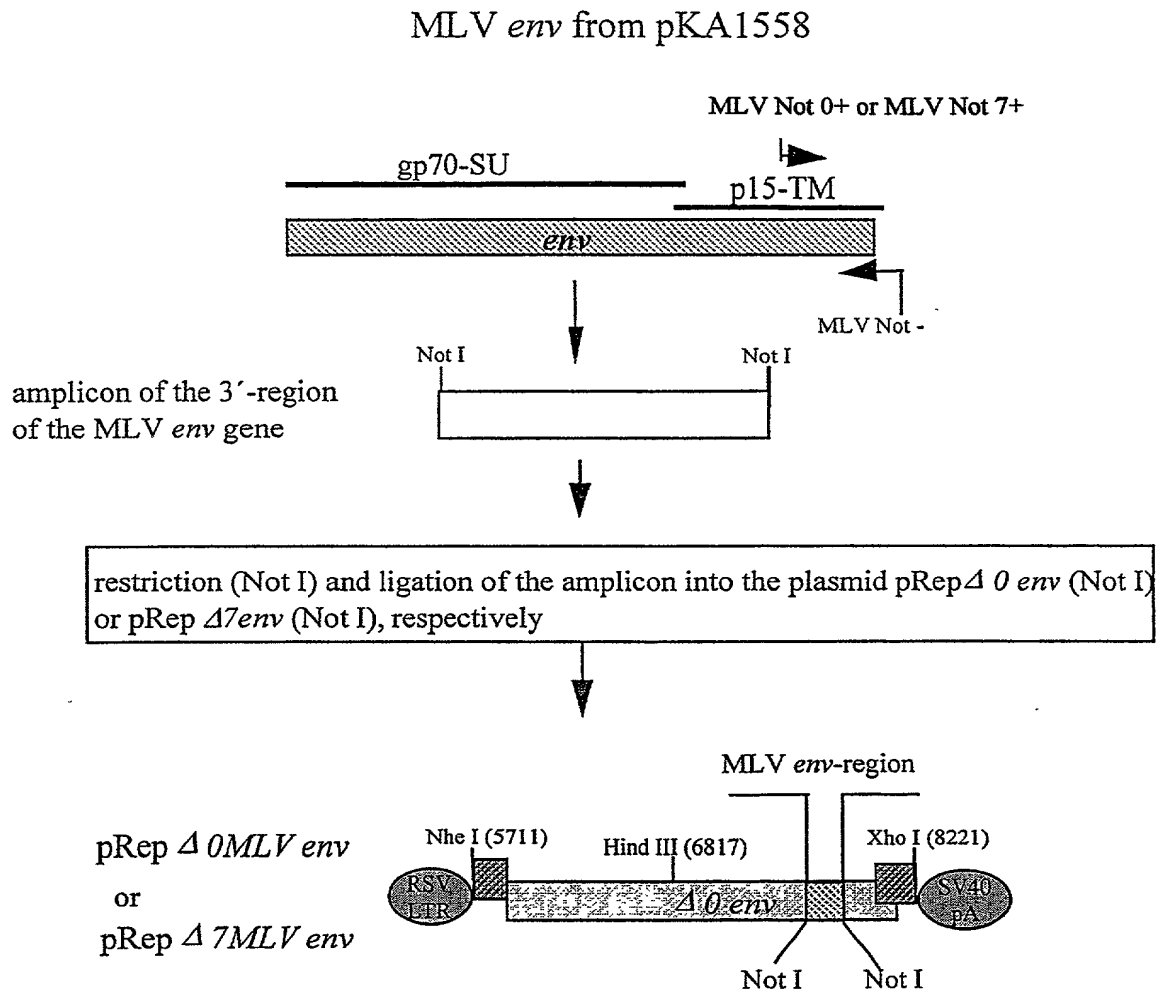 MLV env from pKA1558
MLV Not 0+ or MLV Not 7+
gp70-SU
p15-TM
env
MLV Not -
Not I
Not I
amplicon of the 3´-region
of the MLV env gene
restriction (Not I) and ligation of the amplicon into the plasmid pRepΔ 0 env (Not I)
or pRep Δ7env (Not I), respectively
MLV env-region
pRep Δ 0MLV env
or
pRep Δ 7MLV env
Nhe I (5711)
Hind III (6817)
Xho I (8221)
RSV
LTR
Δ 0 env
SV40
pA
Not I
Not I